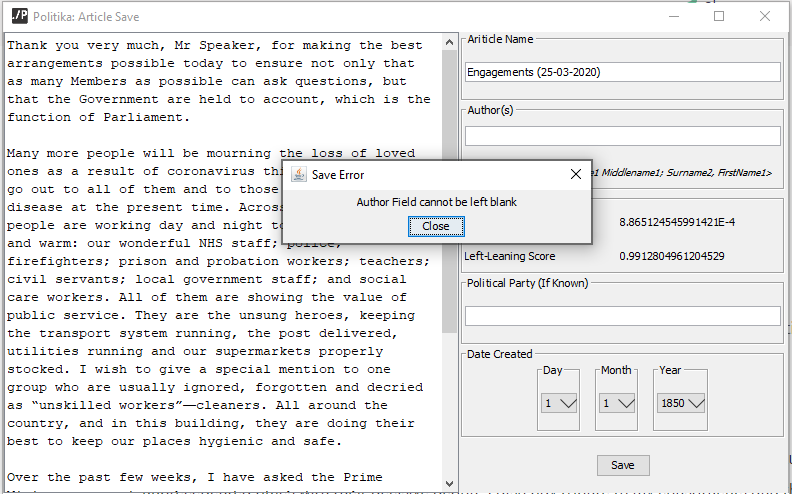 ./P Politika: Article Save
Thank you very much, Mr Speaker, for making the best
arrangements possible today to ensure not only that
as many Members as possible can ask questions, but
that the Government are held to account, which is the
function of Parliament.
Many more people will be mourning the loss of loved
ones as a result of coronavirus th
go out to all of them and to those
disease at the present time. Acros
people are working day and night to
and warm: our wonderful NHS staff; police;
firefighters; prison and probation workers; teachers;
civil servants; local government staff; and social
care workers. All of them are showing the value of
public service. They are the unsung heroes, keeping
the transport system running, the post delivered,
utilities running and our supermarkets properly
stocked. I wish to give a special mention to one
group who are usually ignored, forgotten and decried
as “unskilled workers”—cleaners. All around the
country, and in this building, they are doing their
best to keep our places hygienic and safe.
Over the past few weeks, I have asked the Prime
Ariticle Name
Engagements (25-03-2020)
Author(s)
e1 Middlename1; Surname2, FirstName1>
Save Error
Author Field cannot be left blank
Close
8.865124545991421E-4
Left-Leaning Score 0.9912804961204529
Political Party (If Known)
Date Created
Day Month Year
1 1 1850
Save